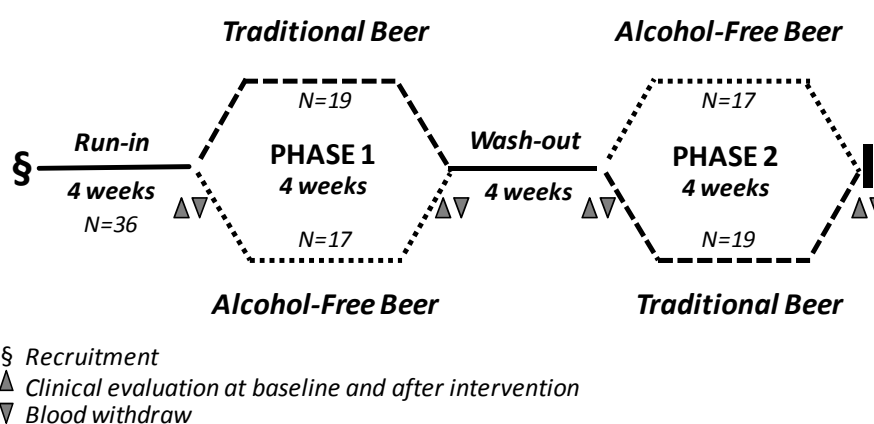 Traditional Beer
Alcohol-Free Beer
N=19
N=17
Run-in
PHASE 1
Wash-out
PHASE 2
§
4 weeks
4 weeks
4 weeks
4 weeks
N=36
N=17
N=19
Alcohol-Free Beer
Traditional Beer
§ Recruitment
Clinical evaluation at baseline and after intervention
Blood withdraw